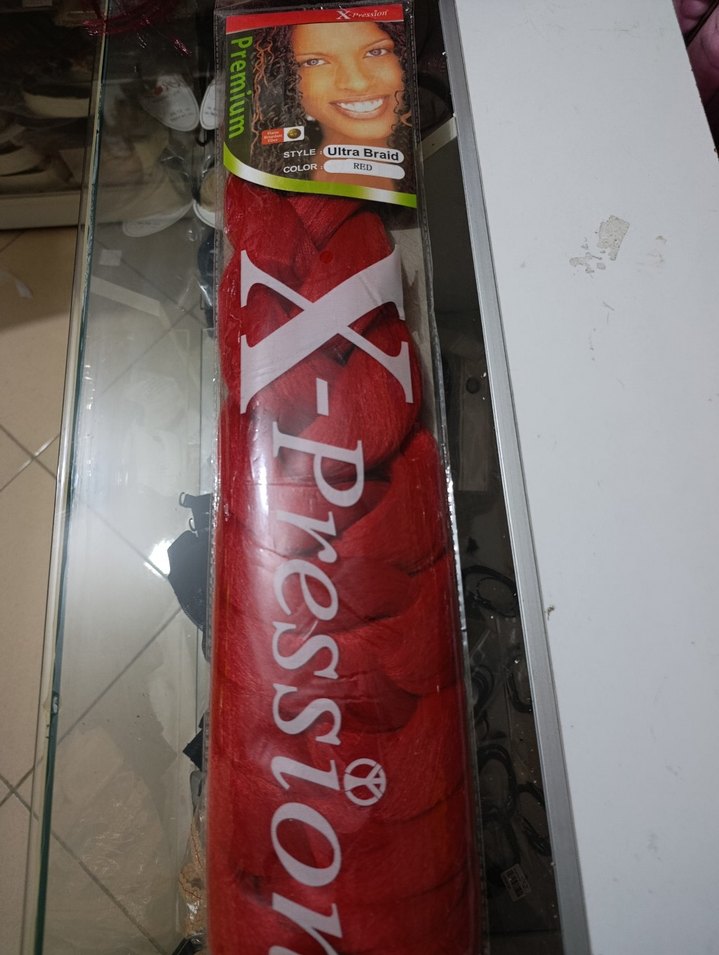 X-Pression
Premium
STYLE : Ultra Braid
COLOR : RED
X-Pression